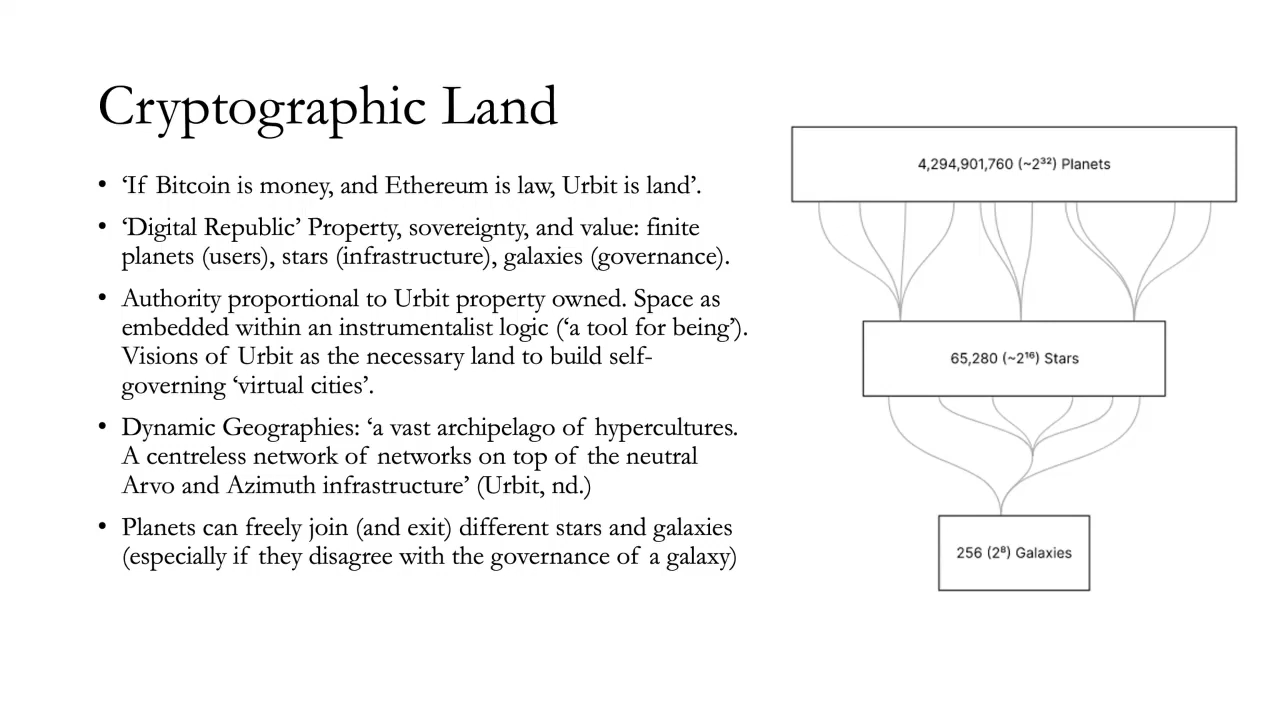 Cryptographic Land
• ‘If Bitcoin is money, and Ethereum is law, Urbit is land’.
• ‘Digital Republic’ Property, sovereignty, and value: finite
planets (users), stars (infrastructure), galaxies (governance).
• Authority proportional to Urbit property owned. Space as
embedded within an instrumentalist logic (‘a tool for being’).
Visions of Urbit as the necessary land to build self-
governing ‘virtual cities’.
• Dynamic Geographies: ‘a vast archipelago of hypercultures.
A centreless network of networks on top of the neutral
Arvo and Azimuth infrastructure’ (Urbit, nd.)
• Planets can freely join (and exit) different stars and galaxies
(especially if they disagree with the governance of a galaxy)
4,294,901,760 (~2³²) Planets
65,280 (~2¹⁶) Stars
256 (2⁸) Galaxies